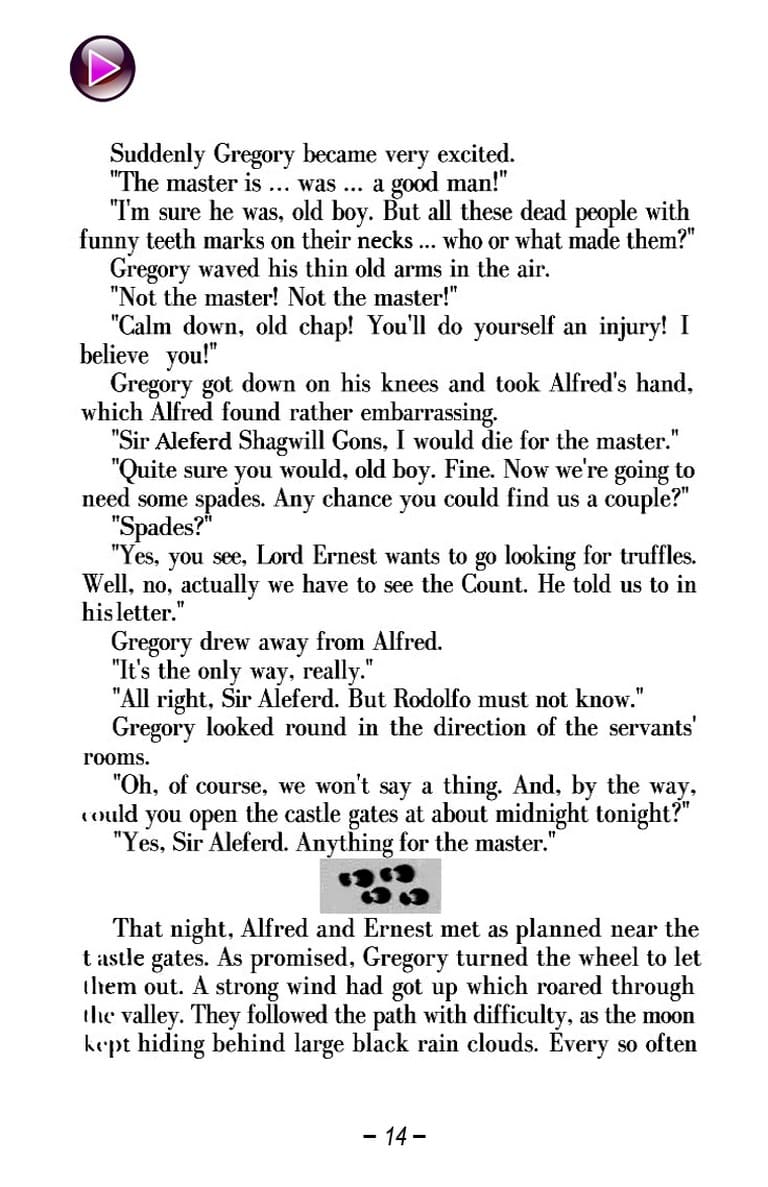 Suddenly Gregory became very excited.
"The master is ... was ... a good man!"
"I'm sure he was, old boy. But all these dead people with
funny teeth marks on their necks ... who or what made them?"
Gregory waved his thin old arms in the air.
"Not the master! Not the master!"
"Calm down, old chap! You'll do yourself an injury! I
believe you!"
Gregory got down on his knees and took Alfred's hand,
which Alfred found rather embarrassing.
"Sir Aleferd Shagwill Gons, I would die for the master."
"Quite sure you would, old boy. Fine. Now we're going to
need some spades. Any chance you could find us a couple?"
"Spades?"
"Yes, you see, Lord Ernest wants to go looking for truffles.
Well, no, actually we have to see the Count. He told us to in
his letter."
Gregory drew away from Alfred.
"It's the only way, really."
"All right, Sir Aleferd. But Rodolfo must not know."
Gregory looked round in the direction of the servants'
rooms.
"Oh, of course, we won't say a thing. And, by the way,
could you open the castle gates at about midnight tonight?"
"Yes, Sir Aleferd. Anything for the master."
That night, Alfred and Ernest met as planned near the
castle gates. As promised, Gregory turned the wheel to let
them out. A strong wind had got up which roared through
the valley. They followed the path with difficulty, as the moon
kept hiding behind large black rain clouds. Every so often
– 14 –